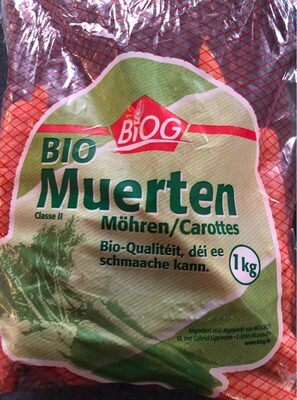 BiOG
BIO
Muerten
Classe II
Möhren/Carottes
Bio-Qualitéit, déi ee
schmaache kann.
1kg